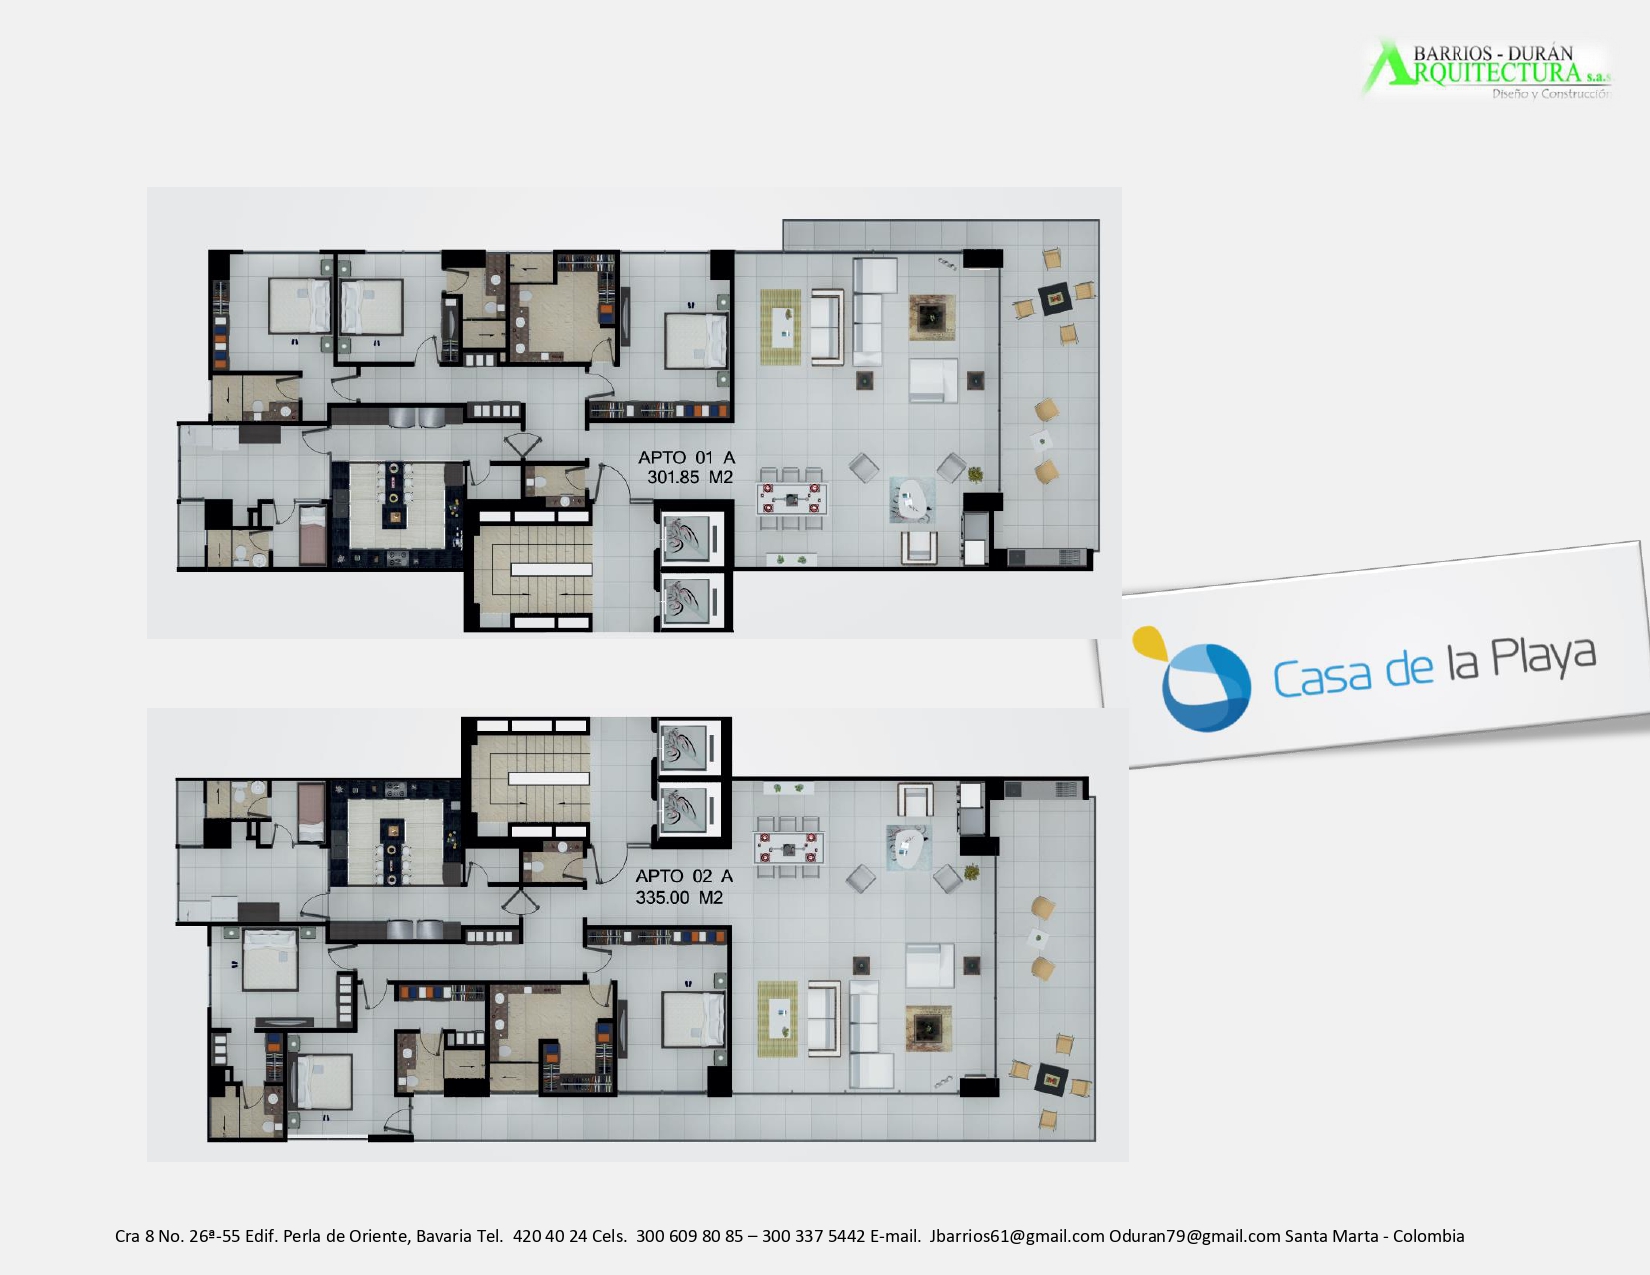 BARRIOS - DURÁN
ARQUITECTURA s.a.s
Diseño y Construcción
APTO 01 A
301.85 M2
Casa de la Playa
APTO 02 A
335.00 M2
Cra 8 No. 26ª-55 Edif. Perla de Oriente, Bavaria Tel. 420 40 24 Cels. 300 609 80 85 – 300 337 5442 E-mail. Jbarrios61@gmail.com Oduran79@gmail.com Santa Marta - Colombia